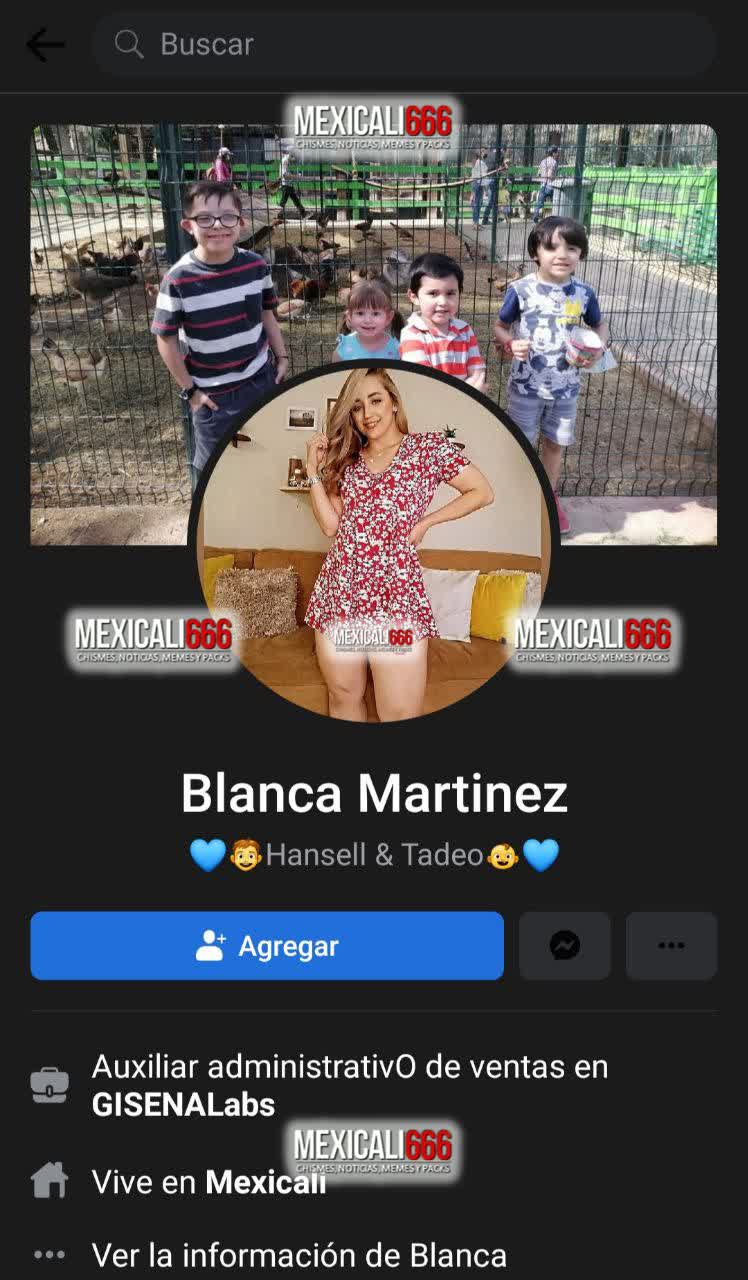 Buscar
MEXICALI666
CHISMES, NOTICIAS, MEMES Y PACKS
MEXICALI666
CHISMES, NOTICIAS, MEMES Y PACKS
MEXICALI666
CHISMES, NOTICIAS, MEMES Y PACKS
MEXICALI666
CHISMES, NOTICIAS, MEMES Y PACKS
Blanca Martinez
💙👨Hansell & Tadeo👶💙
Agregar
Auxiliar administrativO de ventas en
GISENALabs
MEXICALI666
CHISMES, NOTICIAS, MEMES Y PACKS
Vive en Mexicali
Ver la información de Blanca